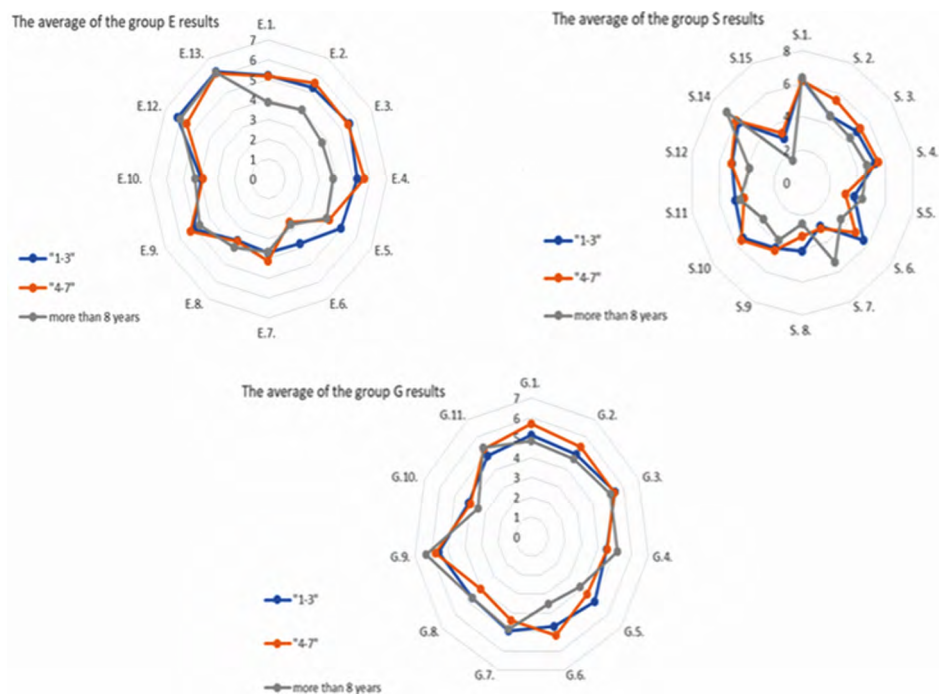 The average of the group E results
E.1.
E.2.
E.3.
E.4.
E.5.
E.6.
E.7.
E.8.
E.9.
E.10.
E.12.
E.13.
7
6
5
4
3
2
1
0
"1-3"
"4-7"
more than 8 years
The average of the group S results
S.1.
S. 2.
S. 3.
S. 4.
S.5.
S. 6.
S. 7.
S. 8.
S.9
S.10
S.11
S.12
S.14
S.15
8
6
4
2
0
"1-3"
"4-7"
more than 8 years
The average of the group G results
G.1.
G.2.
G.3.
G.4.
G.5.
G.6.
G.7.
G.8.
G.9.
G.10.
G.11.
7
6
5
4
3
2
1
0
"1-3"
"4-7"
more than 8 years